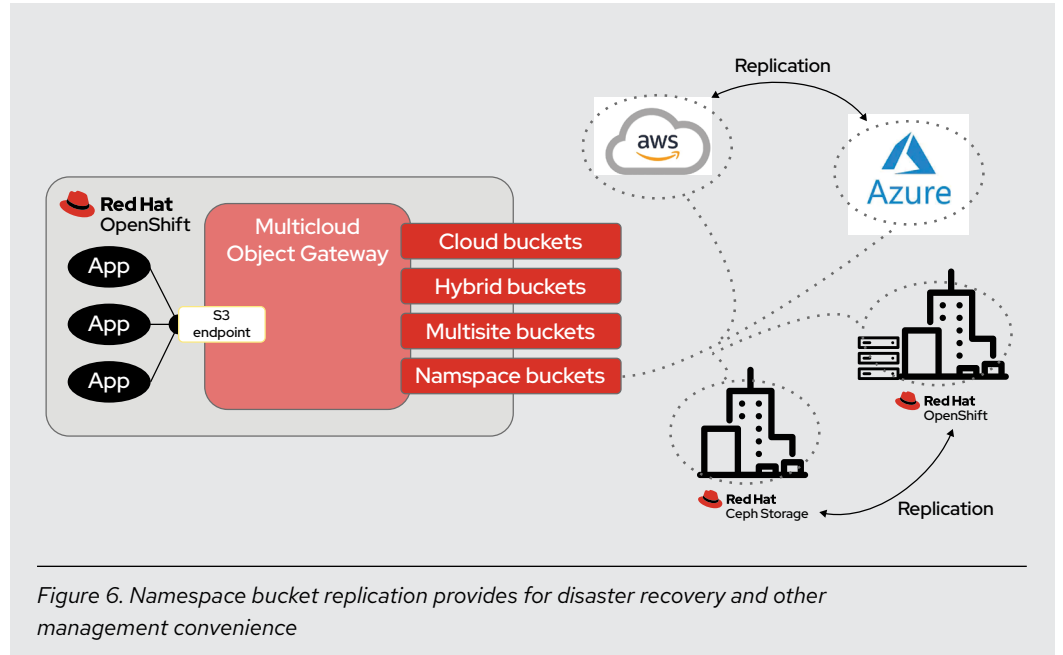 Replication
aws
Azure
Red Hat
OpenShift
Multicloud
Object Gateway
App
App
App
S3
endpoint
Cloud buckets
Hybrid buckets
Multisite buckets
Namspace buckets
Red Hat
OpenShift
Red Hat
Ceph Storage
Replication
Figure 6. Namespace bucket replication provides for disaster recovery and other
management convenience